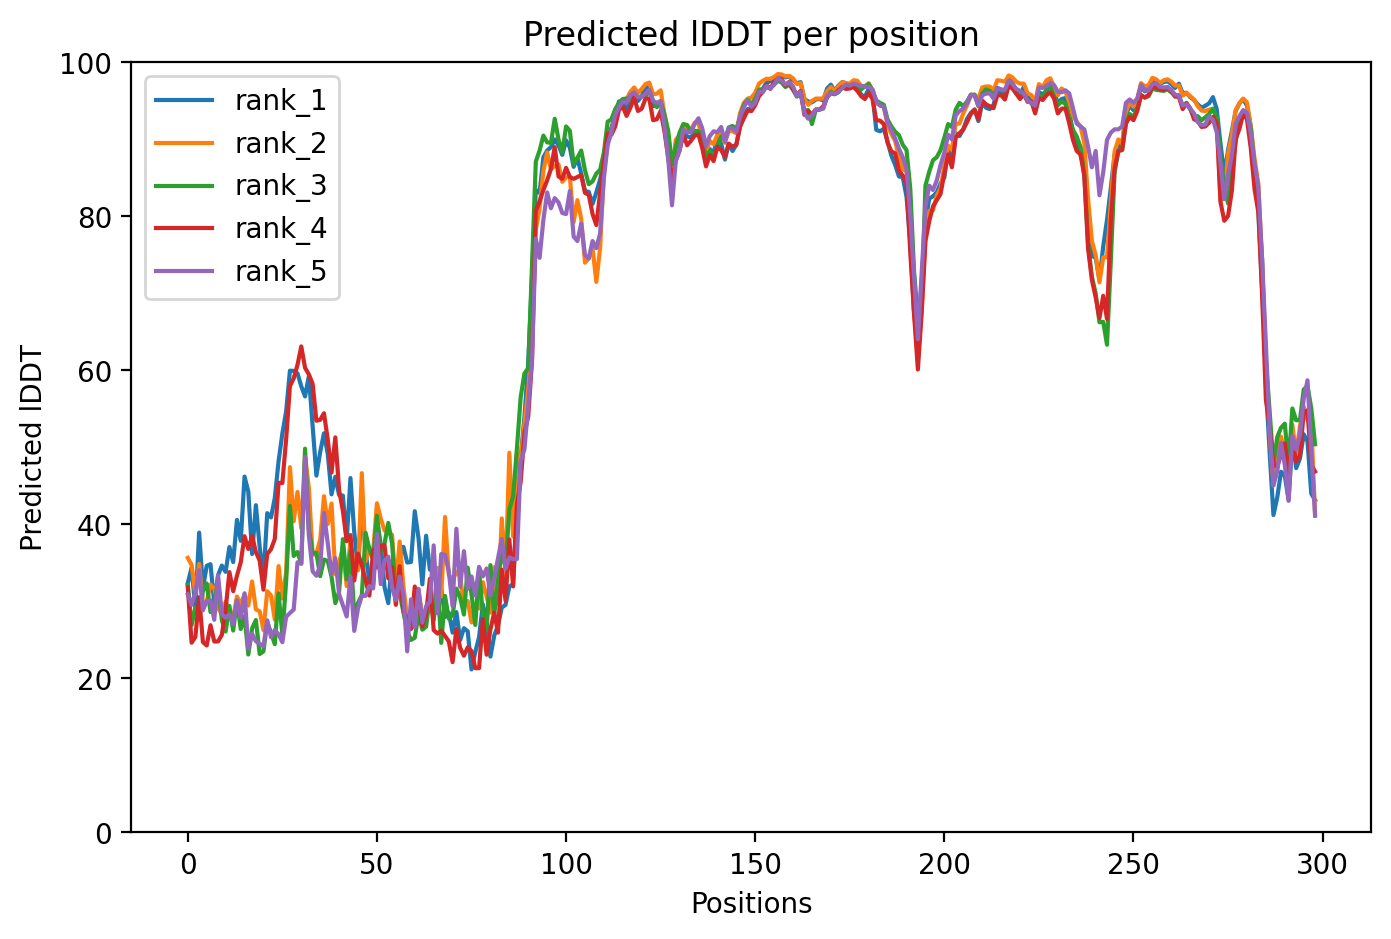 Predicted lDDT per position
100
80
60
40
20
0
Predicted lDDT
rank_1
rank_2
rank_3
rank_4
rank_5
0 50 100 150 200 250 300
Positions